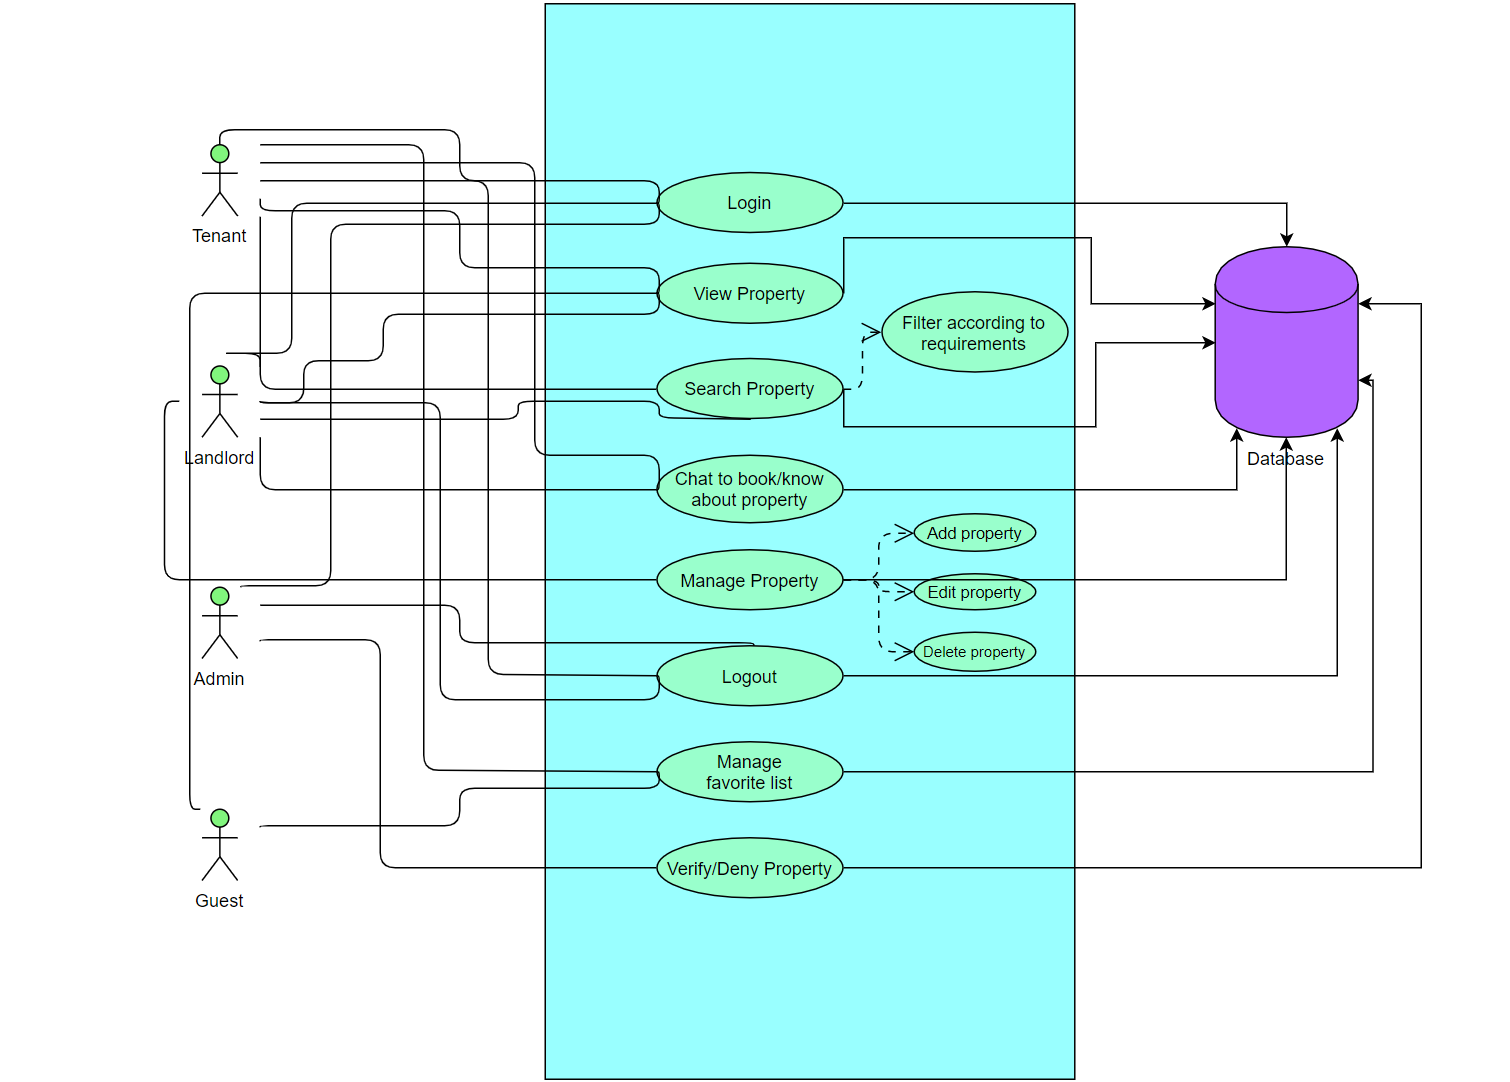 Tenant
Landlord
Admin
Guest
Login
View Property
Search Property
Filter according to
requirements
Chat to book/know
about property
Manage Property
Add property
Edit property
Delete property
Logout
Manage
favorite list
Verify/Deny Property
Database